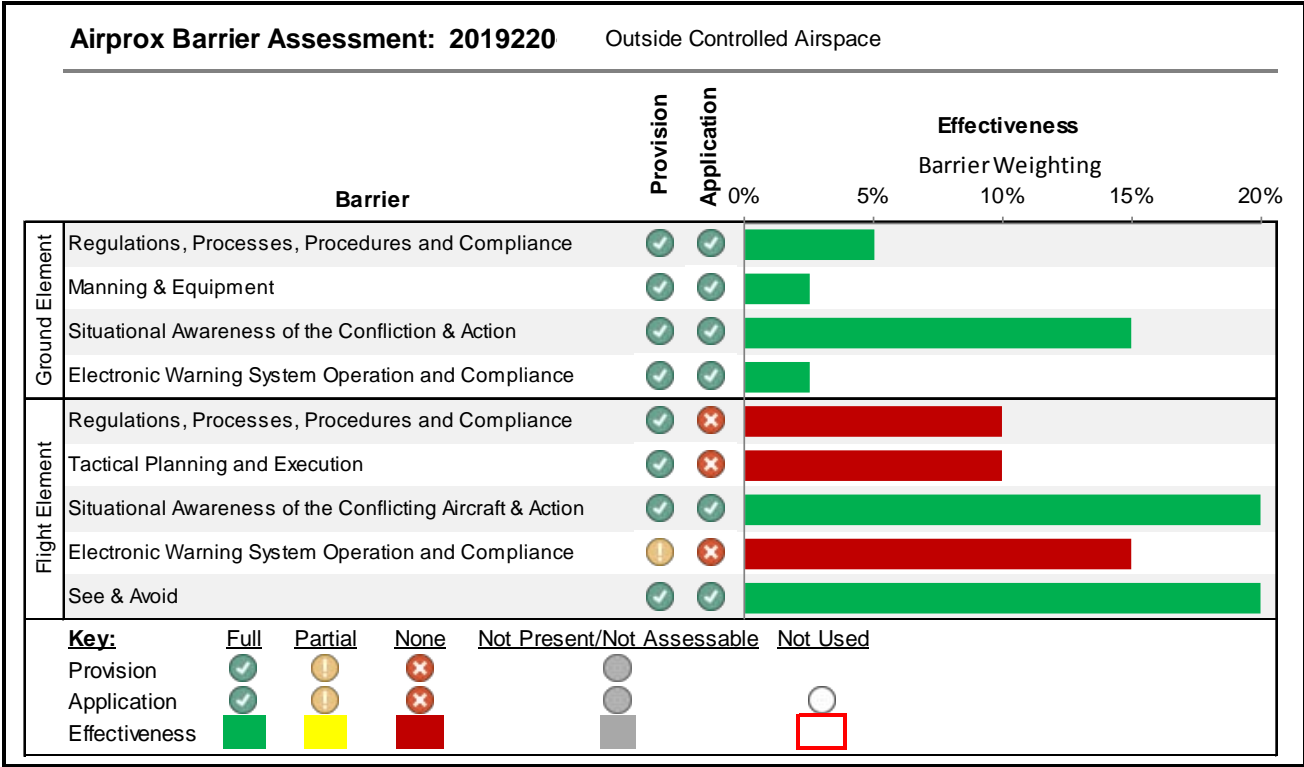 Airprox Barrier Assessment: 2019220 Outside Controlled Airspace
Provision
Application
Effectiveness
Barrier Weighting
Barrier
0% 5% 10% 15% 20%
Ground Element
Regulations, Processes, Procedures and Compliance
Manning & Equipment
Situational Awareness of the Confliction & Action
Electronic Warning System Operation and Compliance
Flight Element
Regulations, Processes, Procedures and Compliance
Tactical Planning and Execution
Situational Awareness of the Conflicting Aircraft & Action
Electronic Warning System Operation and Compliance
See & Avoid
Key: Full Partial None Not Present/Not Assessable Not Used
Provision
Application
Effectiveness